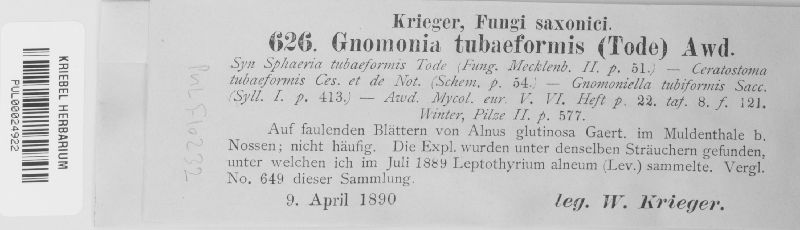 Krieger, Fungi saxonici.
626. Gnomonia tubaeformis (Tode) Awd.
Syn Sphaeria tubaeformis Tode (Fung. Mecklenb. II. p. 51.) — Ceratostoma
tubaeformis Ces. et de Not. (Schem. p. 54.) — Gnomoniella tubiformis Sacc.
(Syll. I. p. 413.) — Awd. Mycol. eur. V. VI. Heft p. 22. taf. 8. f. 121.
Winter, Pilze II. p. 577.
Auf faulenden Blättern von Alnus glutinosa Gaert. im Muldenthale b.
Nossen; nicht häufig. Die Expl. wurden unter denselben Sträuchern gefunden,
unter welchen ich im Juli 1889 Leptothyrium alneum (Lev.) sammelte. Vergl.
No. 649 dieser Sammlung.
9. April 1890 leg. W. Krieger.
KRIEBEL HERBARIUM
PUL00024922
PUL F16232